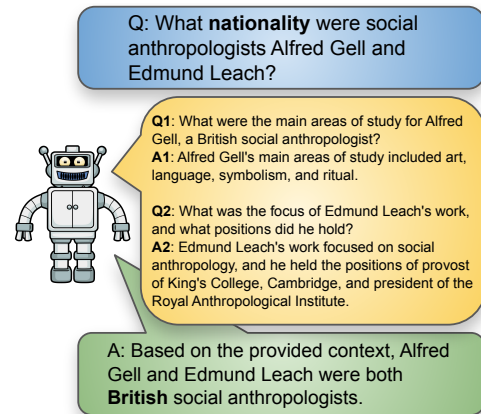 Q: What nationality were social
anthropologists Alfred Gell and
Edmund Leach?
Q1: What were the main areas of study for Alfred
Gell, a British social anthropologist?
A1: Alfred Gell's main areas of study included art,
language, symbolism, and ritual.
Q2: What was the focus of Edmund Leach's work,
and what positions did he hold?
A2: Edmund Leach's work focused on social
anthropology, and he held the positions of provost
of King's College, Cambridge, and president of the
Royal Anthropological Institute.
A: Based on the provided context, Alfred
Gell and Edmund Leach were both
British social anthropologists.